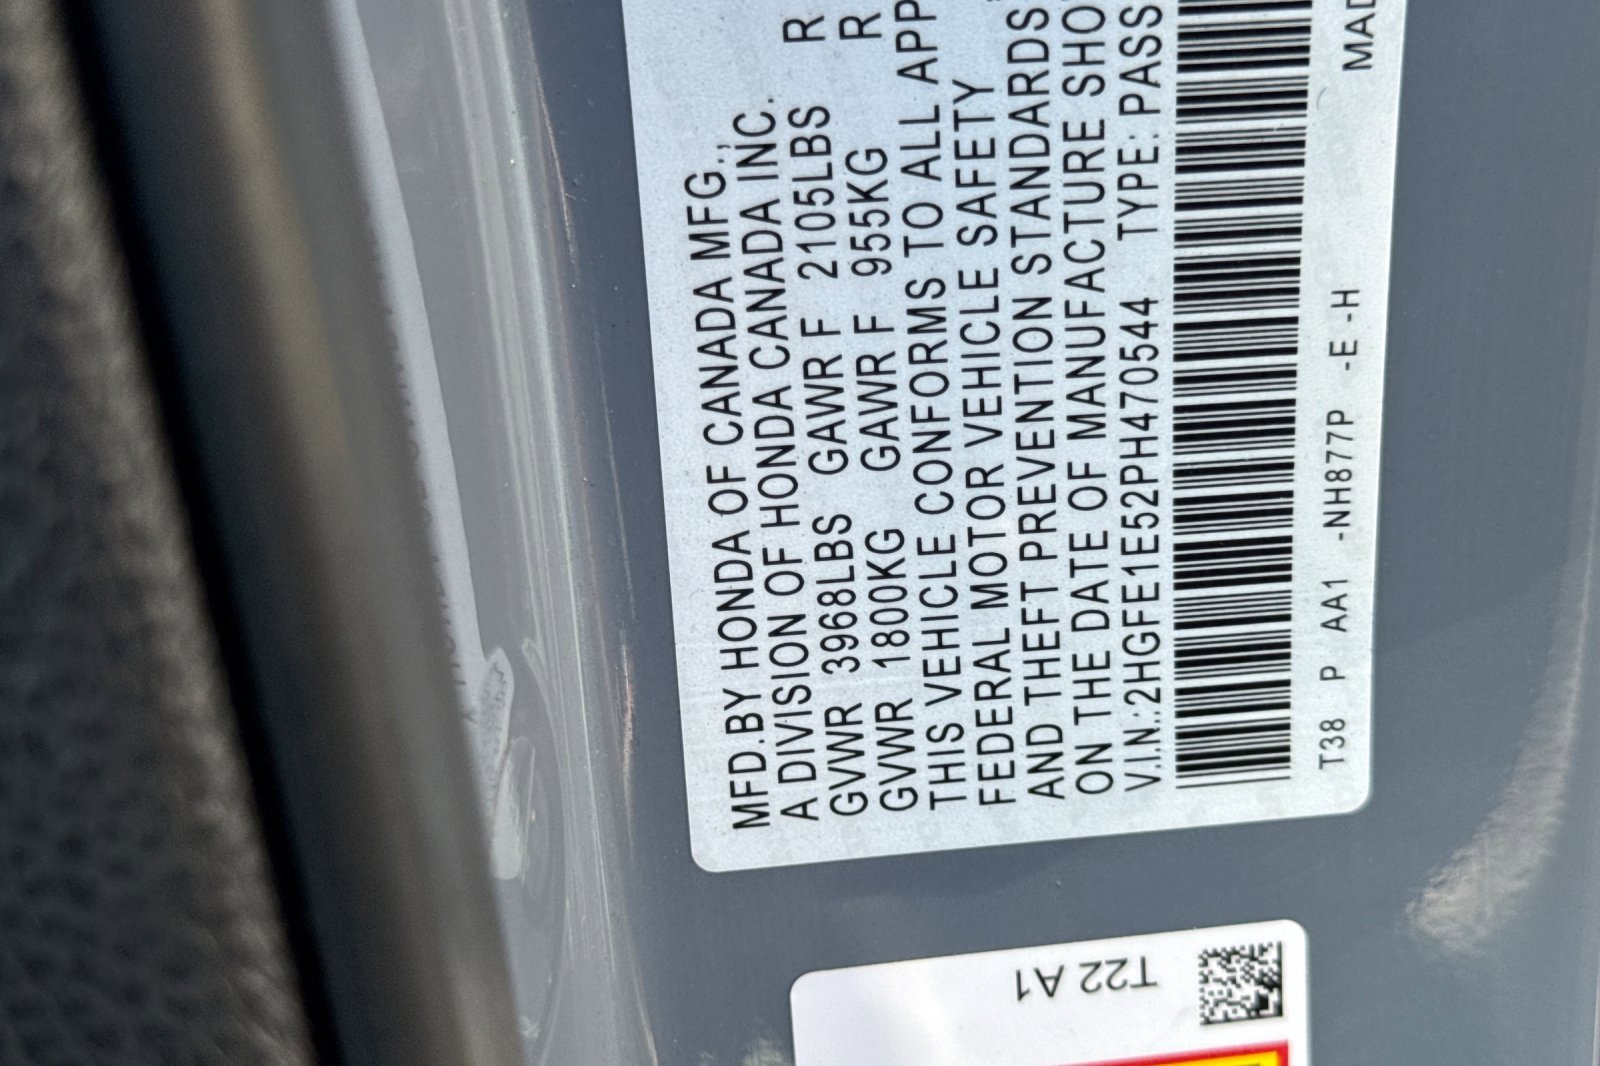 MFD.BY HONDA OF CANADA MFG.,
A DIVISION OF HONDA CANADA INC.
GVWR 3968LBS GAWR F 2105LBS R
GVWR 1800KG GAWR F 955KG R
THIS VEHICLE CONFORMS TO ALL APP
FEDERAL MOTOR VEHICLE SAFETY
AND THEFT PREVENTION STANDARDS
ON THE DATE OF MANUFACTURE SHO
V.I.N.:2HGFE1E52PH470544 TYPE: PASS
T38 P AA1 -NH877P -E -H MAD
T22 A1